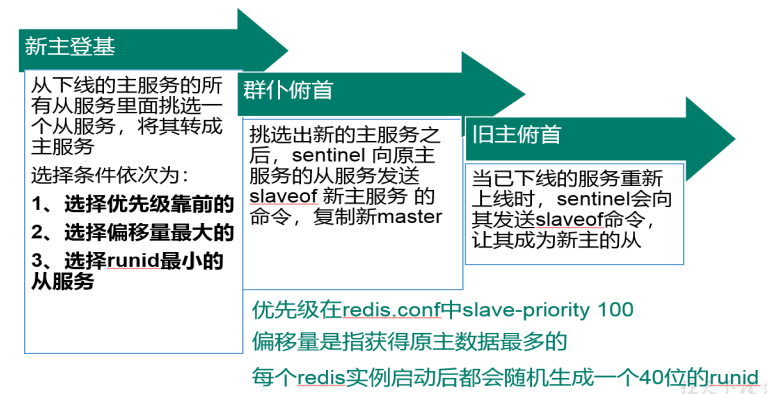 新主登基
从下线的主服务的所
有从服务里面挑选一
个从服务，将其转成
主服务
选择条件依次为：
1、选择优先级靠前的
2、选择偏移量最大的
3、选择runid最小的
从服务
群仆俯首
挑选出新的主服务之
后，sentinel 向原主
服务的从服务发送
slaveof 新主服务 的
命令，复制新master
旧主俯首
当已下线的服务重新
上线时，sentinel会向
其发送slaveof命令，
让其成为新主的从
优先级在redis.conf中slave-priority 100
偏移量是指获得原主数据最多的
每个redis实例启动后都会随机生成一个40位的runid